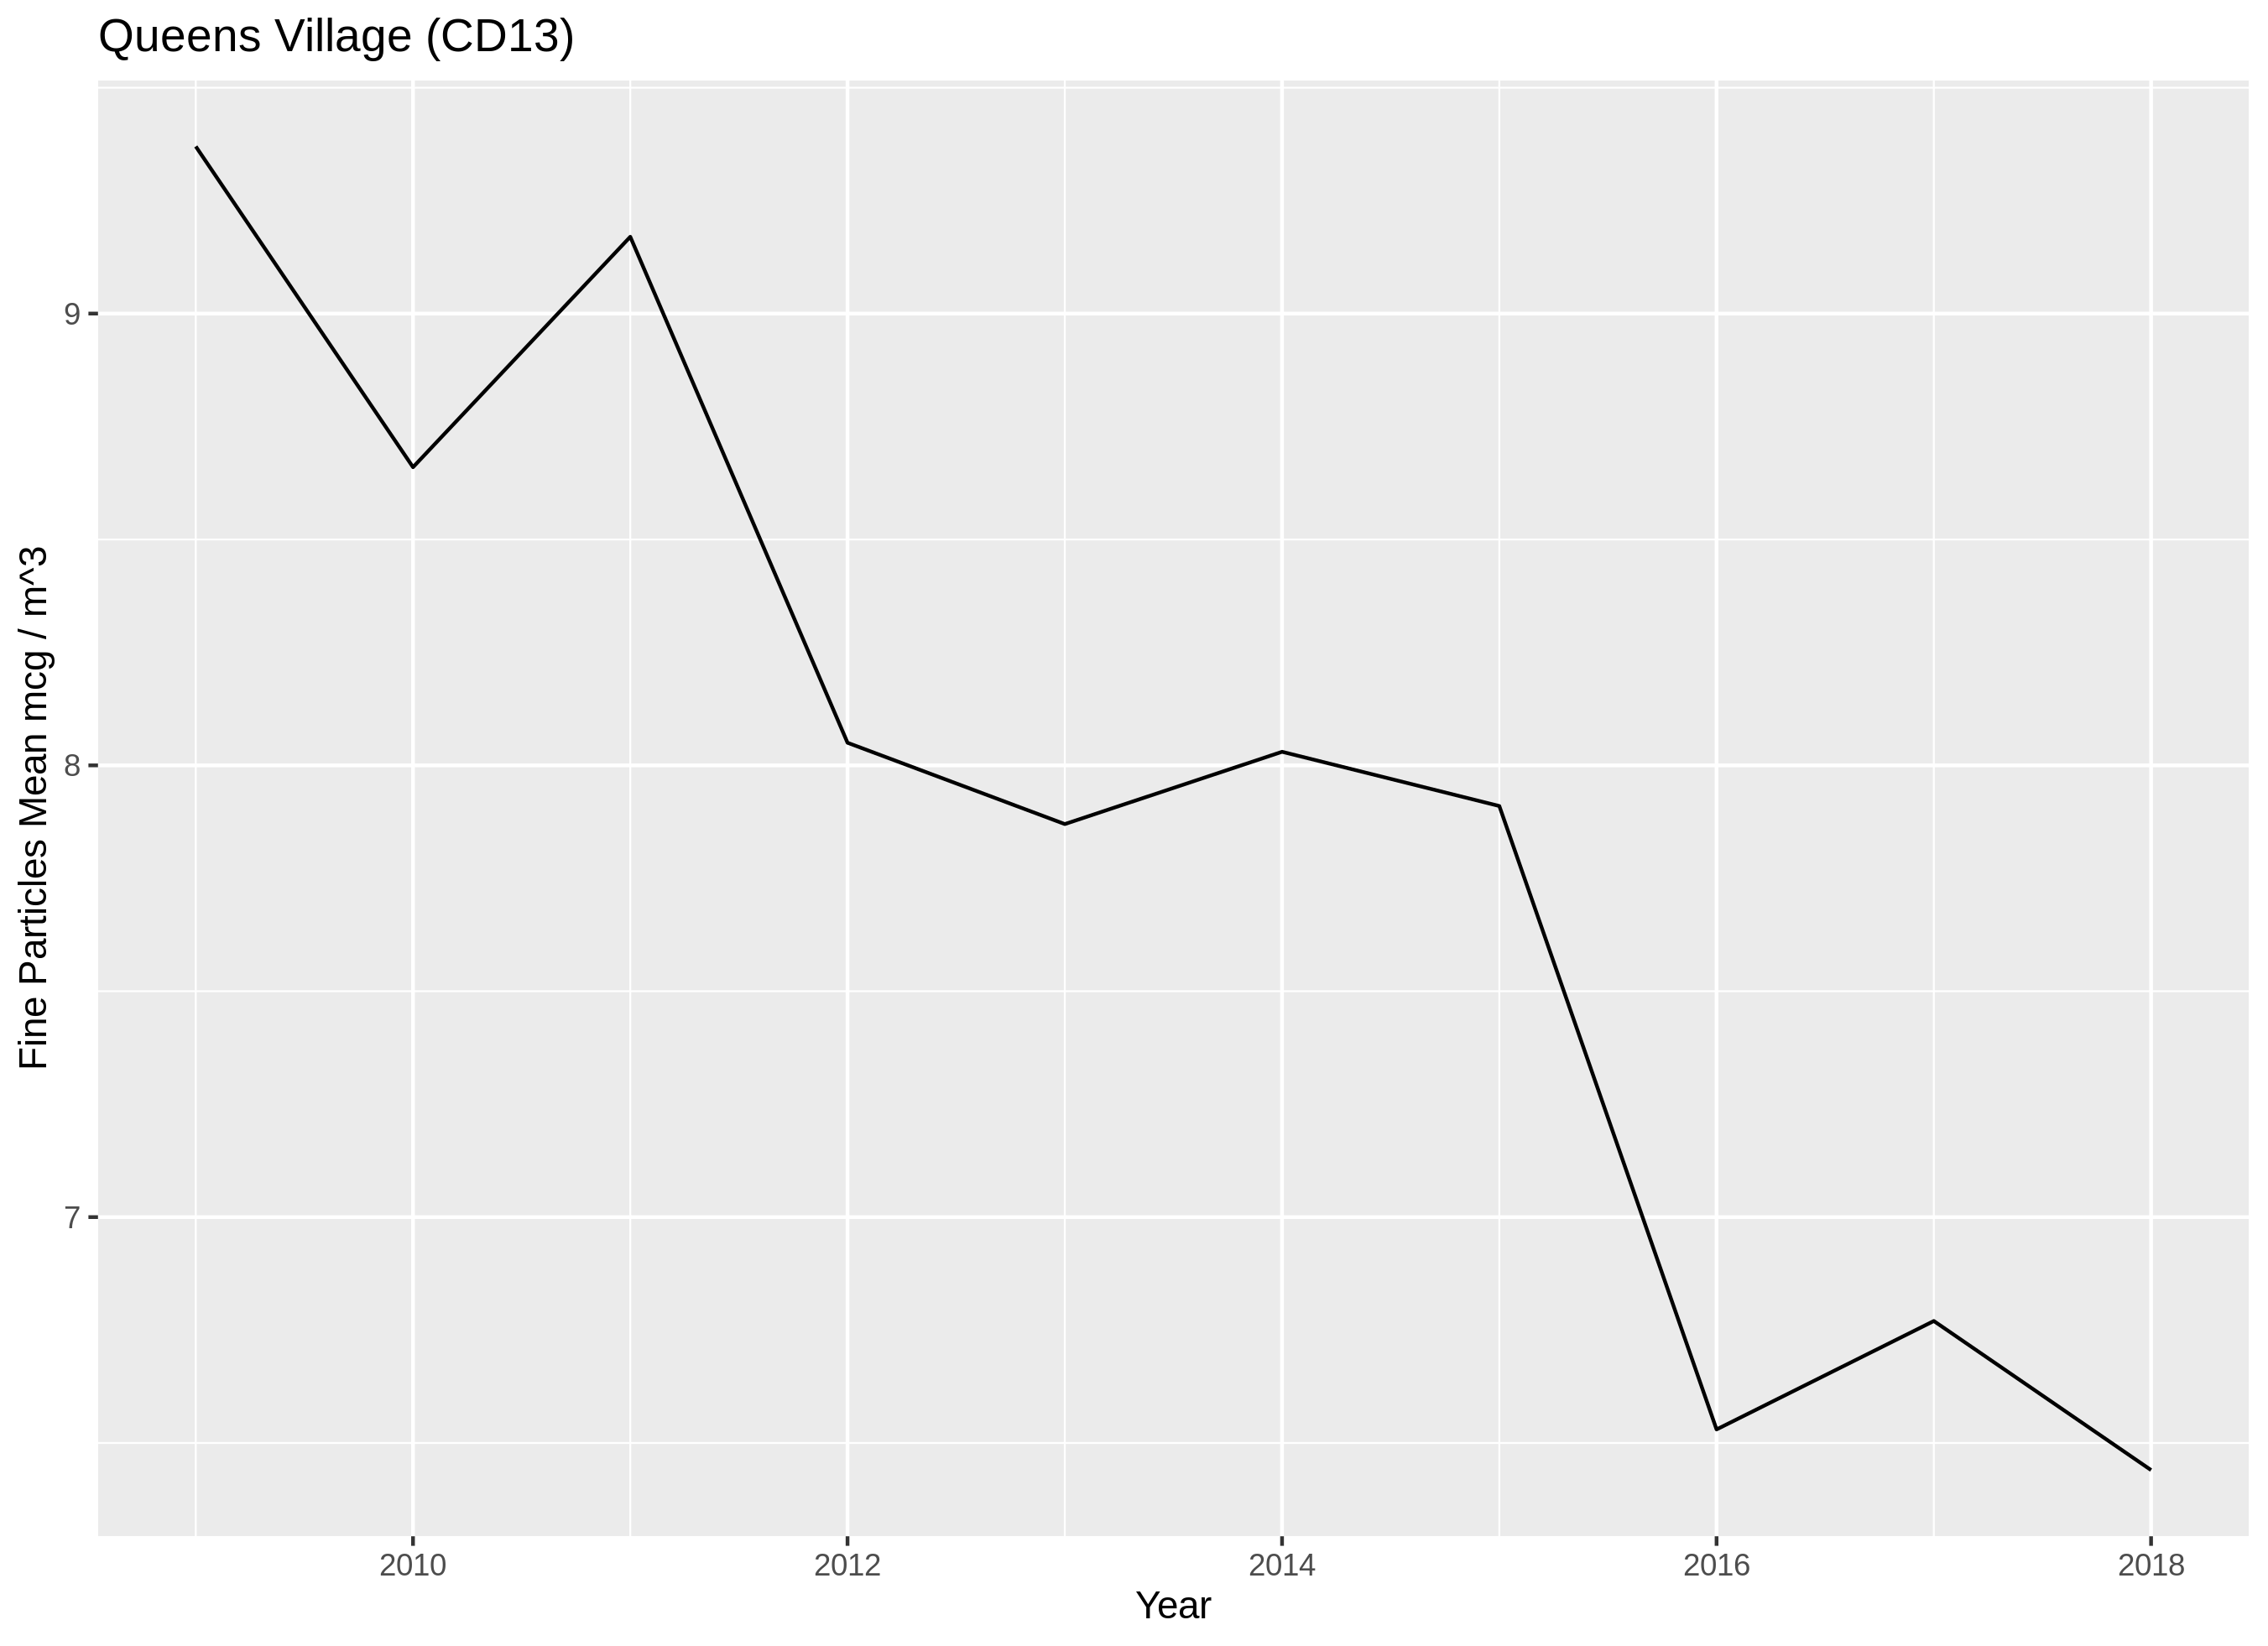 Queens Village (CD13)
Fine Particles Mean mcg / m^3
9
8
7
2010 2012 2014 2016 2018
Year